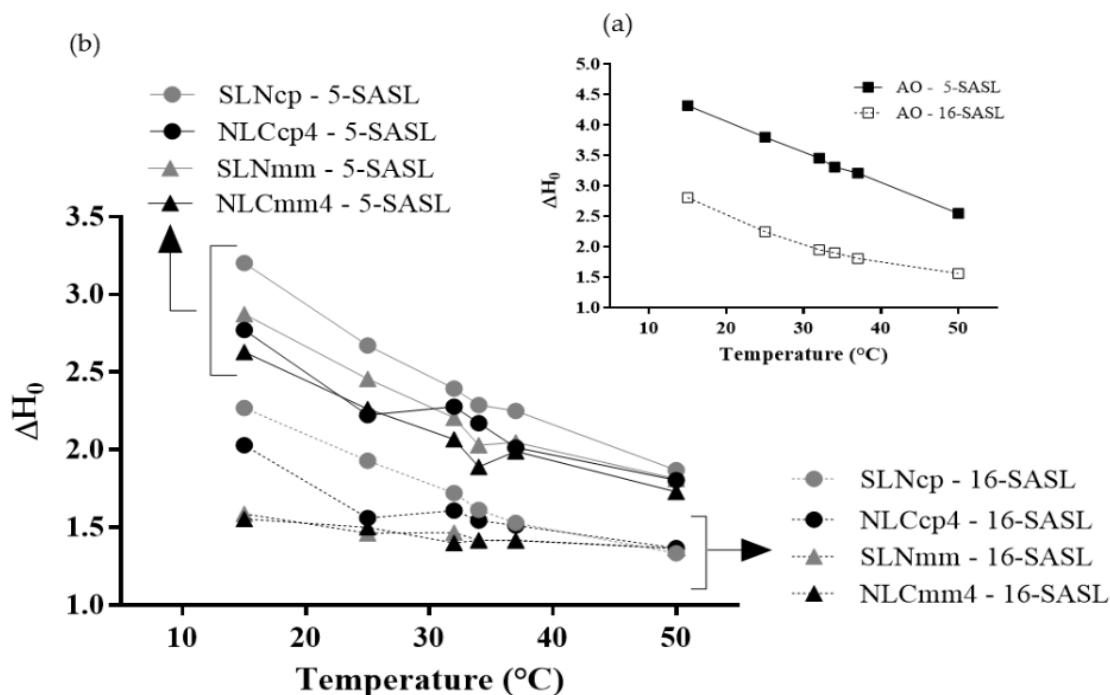 (b)
SLNcp - 5-SASL
NLCcp4 - 5-SASL
SLNmm - 5-SASL
NLCmm4 - 5-SASL
3.5
3.0
2.5
2.0
1.5
1.0
ΔH0
10
20
30
40
50
Temperature (°C)
(a)
AO - 5-SASL
AO - 16-SASL
5.0
4.5
4.0
3.5
3.0
2.5
2.0
1.5
1.0
ΔH0
10
20
30
40
50
Temperature (°C)
SLNcp - 16-SASL
NLCcp4 - 16-SASL
SLNmm - 16-SASL
NLCmm4 - 16-SASL